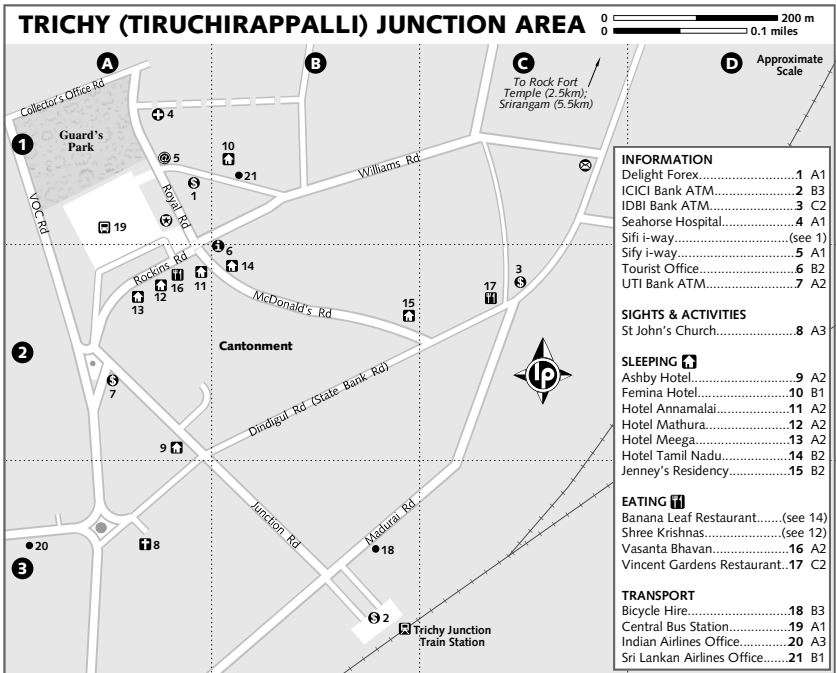 TRICHY (TIRUCHIRAPPALLI) JUNCTION AREA
0 200 m
0 0.1 miles
A
B
C
D
Approximate
Scale
To Rock Fort
Temple (2.5km);
Srirangam (5.5km)
Collector's Office Rd
4
1
Guard's
Park
@ 5
10
21
1
Williams Rd
VOC Rd
Royal Rd
19
i 6
14
Rockins Rd
16
11
12
13
McDonald's Rd
15
17
3
2
Cantonment
lp
7
Dindigul Rd (State Bank Rd)
9
Junction Rd
Madurai Rd
20
8
18
3
2
Trichy Junction
Train Station
INFORMATION
Delight Forex..........................1 A1
ICICI Bank ATM......................2 B3
IDBI Bank ATM.......................3 C2
Seahorse Hospital...................4 A1
Sifi i-way.........................(see 1)
Sify i-way...............................5 A1
Tourist Office..........................6 B2
UTI Bank ATM........................7 A2
SIGHTS & ACTIVITIES
St John's Church.....................8 A3
SLEEPING
Ashby Hotel............................9 A2
Femina Hotel........................10 B1
Hotel Annamalai...................11 A2
Hotel Mathura......................12 A2
Hotel Meega.........................13 A2
Hotel Tamil Nadu..................14 B2
Jenney's Residency................15 B2
EATING
Banana Leaf Restaurant......(see 14)
Shree Krishnas....................(see 12)
Vasanta Bhavan....................16 A2
Vincent Gardens Restaurant..17 C2
TRANSPORT
Bicycle Hire...........................18 B3
Central Bus Station................19 A1
Indian Airlines Office.............20 A3
Sri Lankan Airlines Office.......21 B1